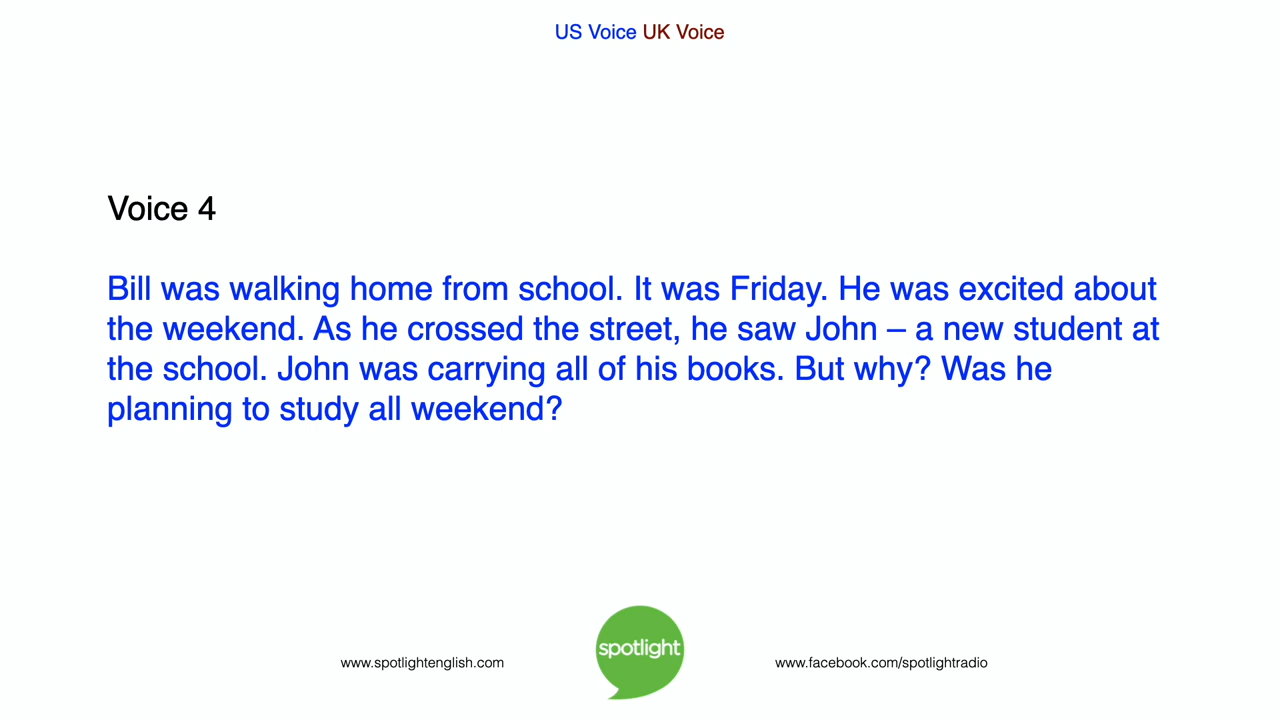 US Voice UK Voice
Voice 4
Bill was walking home from school. It was Friday. He was excited about
the weekend. As he crossed the street, he saw John – a new student at
the school. John was carrying all of his books. But why? Was he
planning to study all weekend?
www.spotlightenglish.com
spotlight
www.facebook.com/spotlightradio